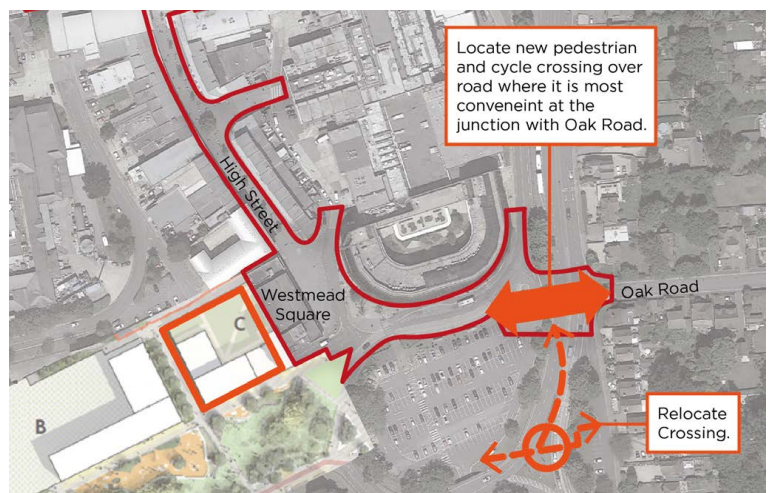 Locate new pedestrian
and cycle crossing over
road where it is most
conveneint at the
junction with Oak Road.
High Street
Westmead
Square
Oak Road
C
B
Relocate
Crossing.